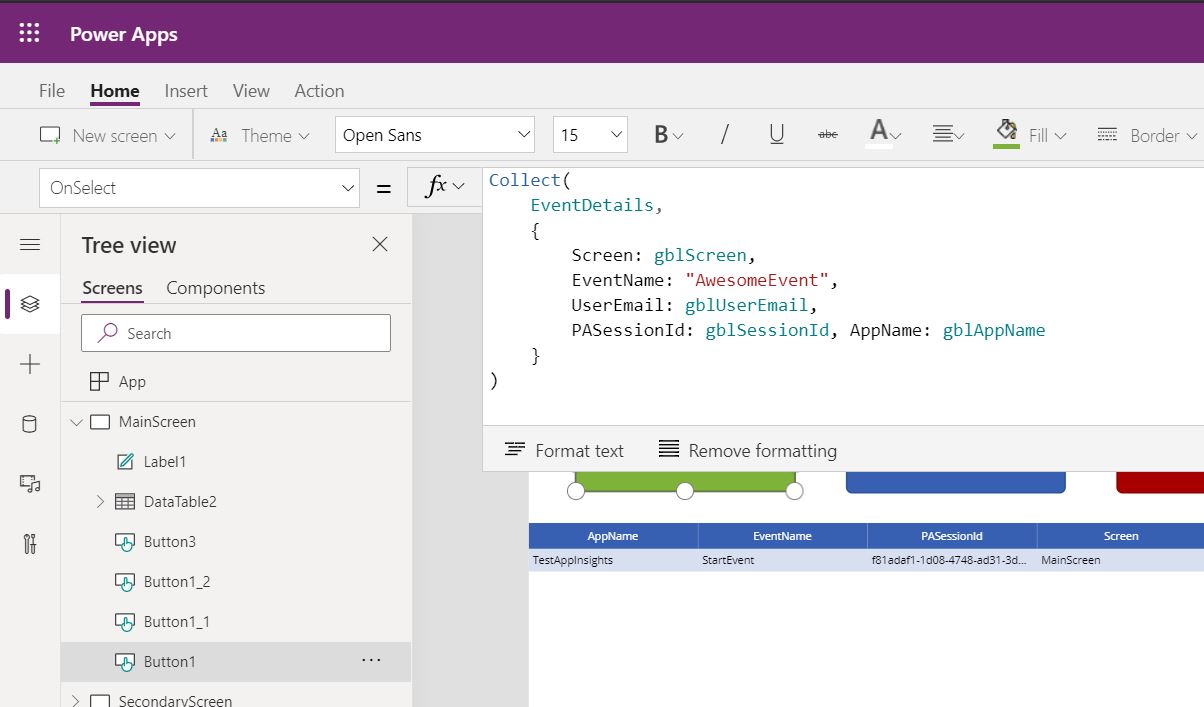 Power Apps
File Home Insert View Action
New screen Theme Open Sans 15 B / U abc A Fill Border
OnSelect = fx Collect(
EventDetails,
{
Screen: gblScreen,
EventName: "AwesomeEvent",
UserEmail: gblUserEmail,
PASessionId: gblSessionId, AppName: gblAppName
}
)
Format text Remove formatting
Tree view
Screens Components
Search
App
MainScreen
Label1
DataTable2
Button3
Button1_2
Button1_1
Button1 ...
SecondaryScreen
AppName EventName PASessionId Screen
TestAppInsights StartEvent f81adaf1-1d08-4748-ad31-3d... MainScreen